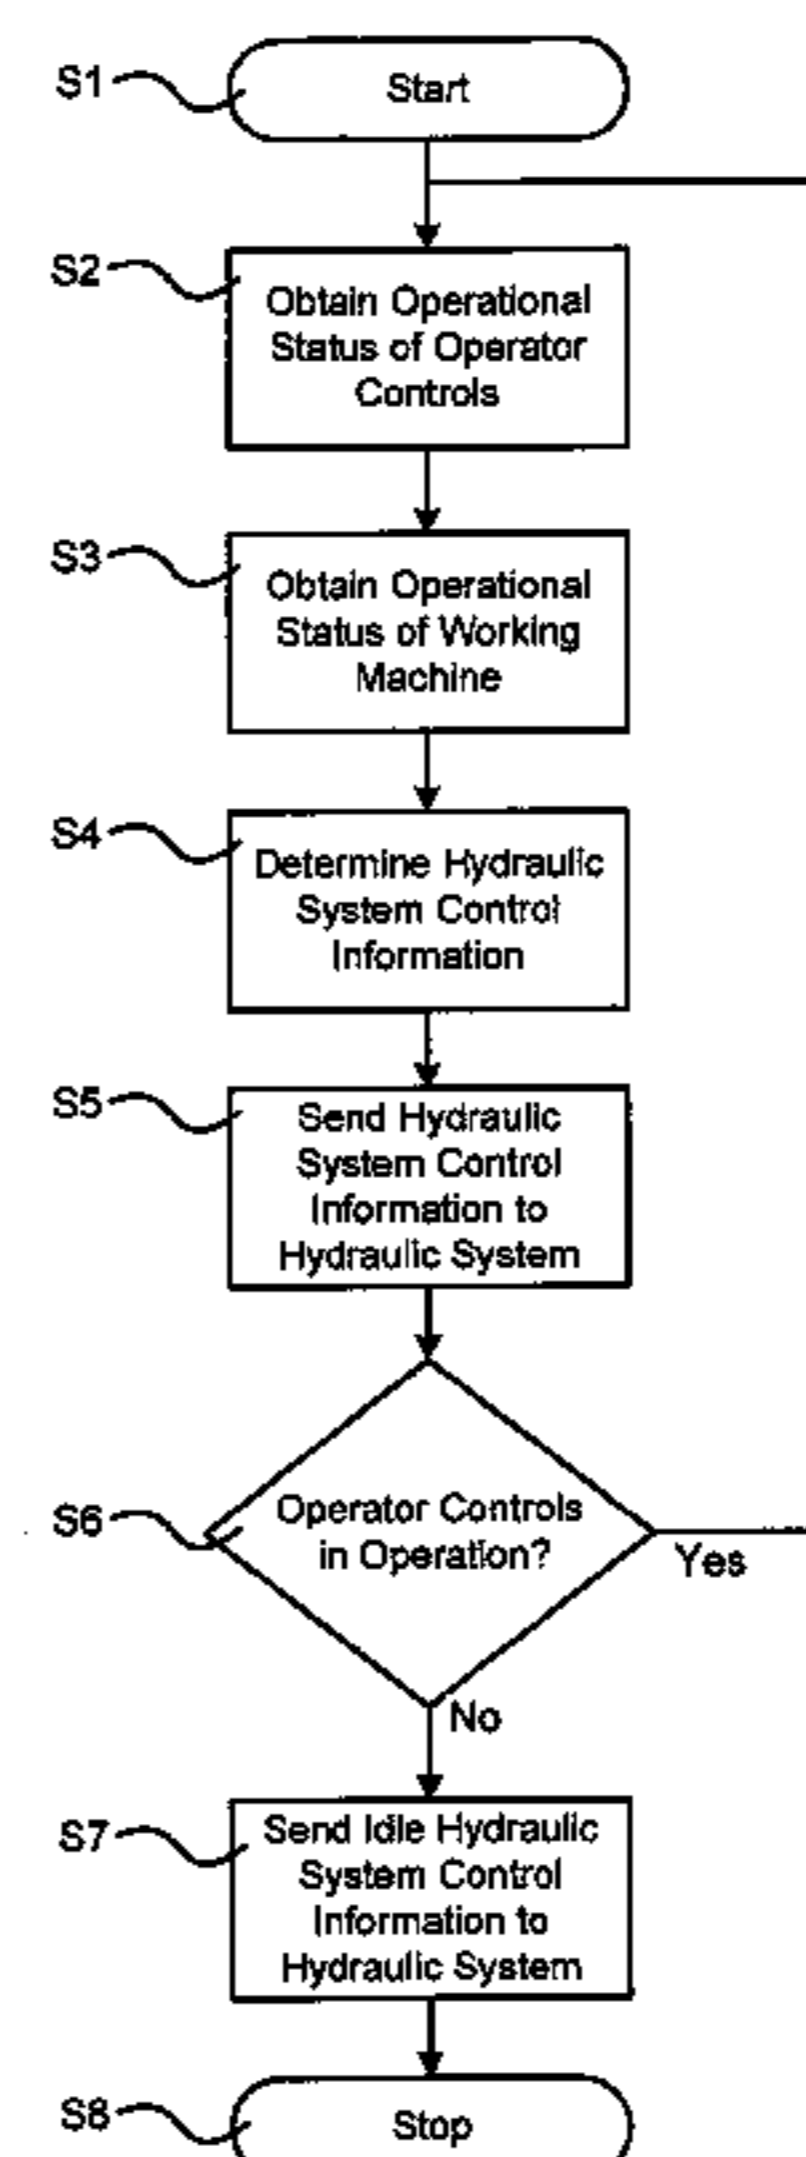 S1
Start
S2
Obtain Operational
Status of Operator
Controls
S3
Obtain Operational
Status of Working
Machine
S4
Determine Hydraulic
System Control
Information
S5
Send Hydraulic
System Control
Information to
Hydraulic System
S6
Operator Controls
in Operation?
Yes
No
S7
Send Idle Hydraulic
System Control
Information to
Hydraulic System
S8
Stop